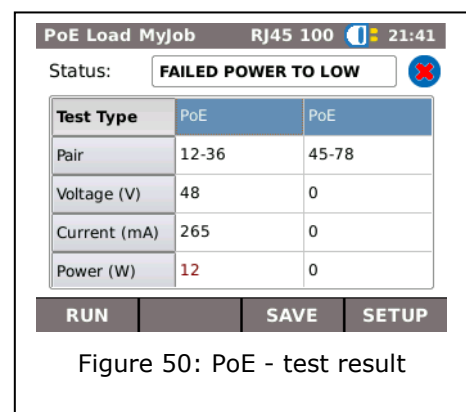 PoE Load MyJob RJ45 100 21:41
Status: FAILED POWER TO LOW
Test Type PoE PoE
Pair 12-36 45-78
Voltage (V) 48 0
Current (mA) 265 0
Power (W) 12 0
RUN SAVE SETUP
Figure 50: PoE - test result